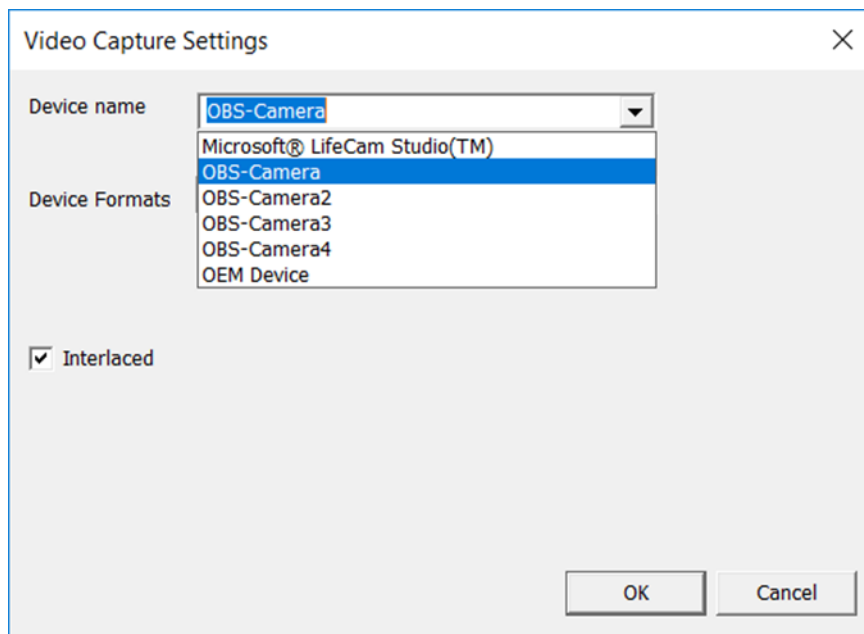 Video Capture Settings
Device name
OBS-Camera
Microsoft® LifeCam Studio(TM)
OBS-Camera
Device Formats
OBS-Camera2
OBS-Camera3
OBS-Camera4
OEM Device
Interlaced
OK
Cancel